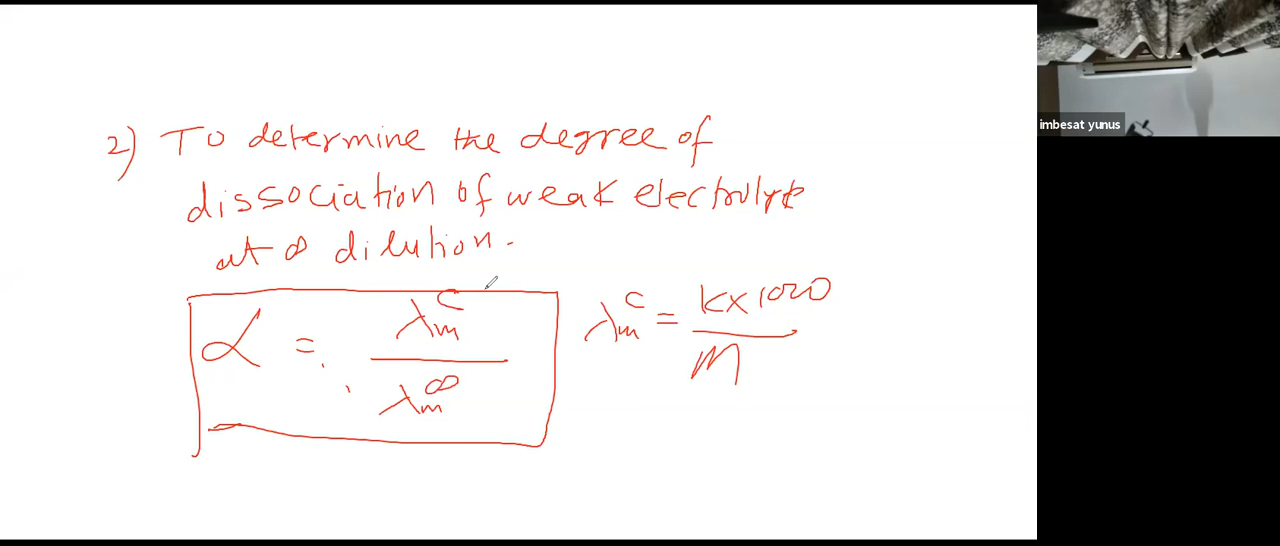 2) To determine the degree of
dissociation of weak electrolyte
at ∞ dilution.
α = λm^c / λm^∞
λm^c = K×1000 / M
imbesat yunus